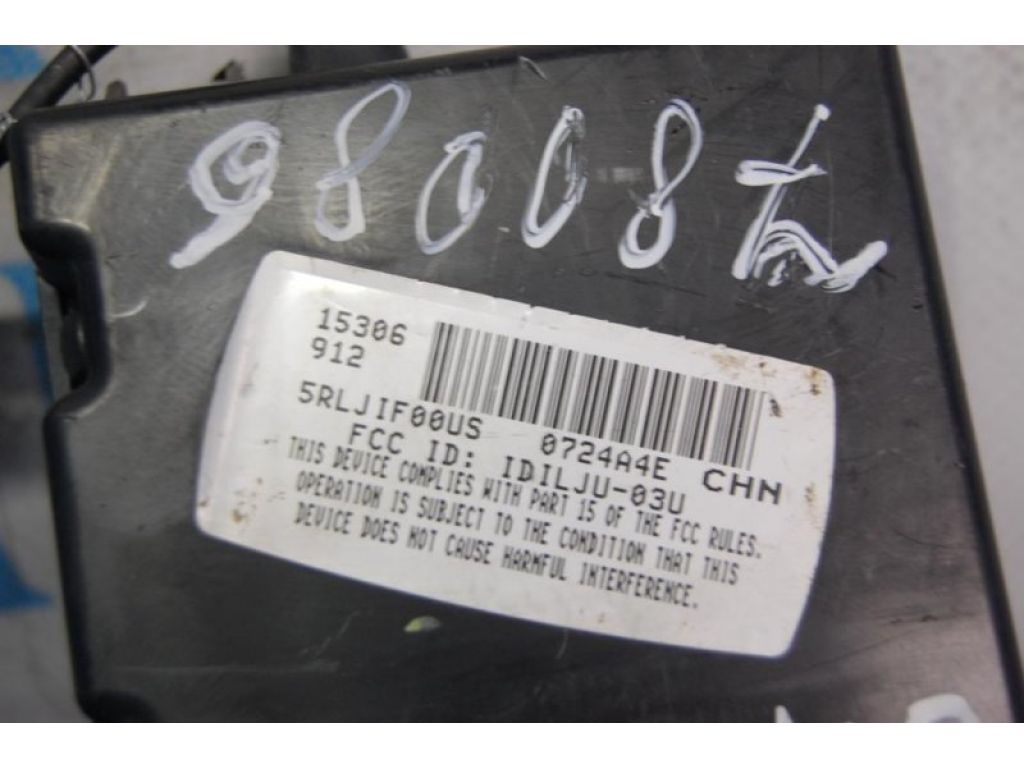 98008
15306
912
5RLJIF00US 0724A4E CHN
FCC ID: IDILJU-03U
THIS DEVICE COMPLIES WITH PART 15 OF THE FCC RULES.
OPERATION IS SUBJECT TO THE CONDITION THAT THIS
DEVICE DOES NOT CAUSE HARMFUL INTERFERENCE.